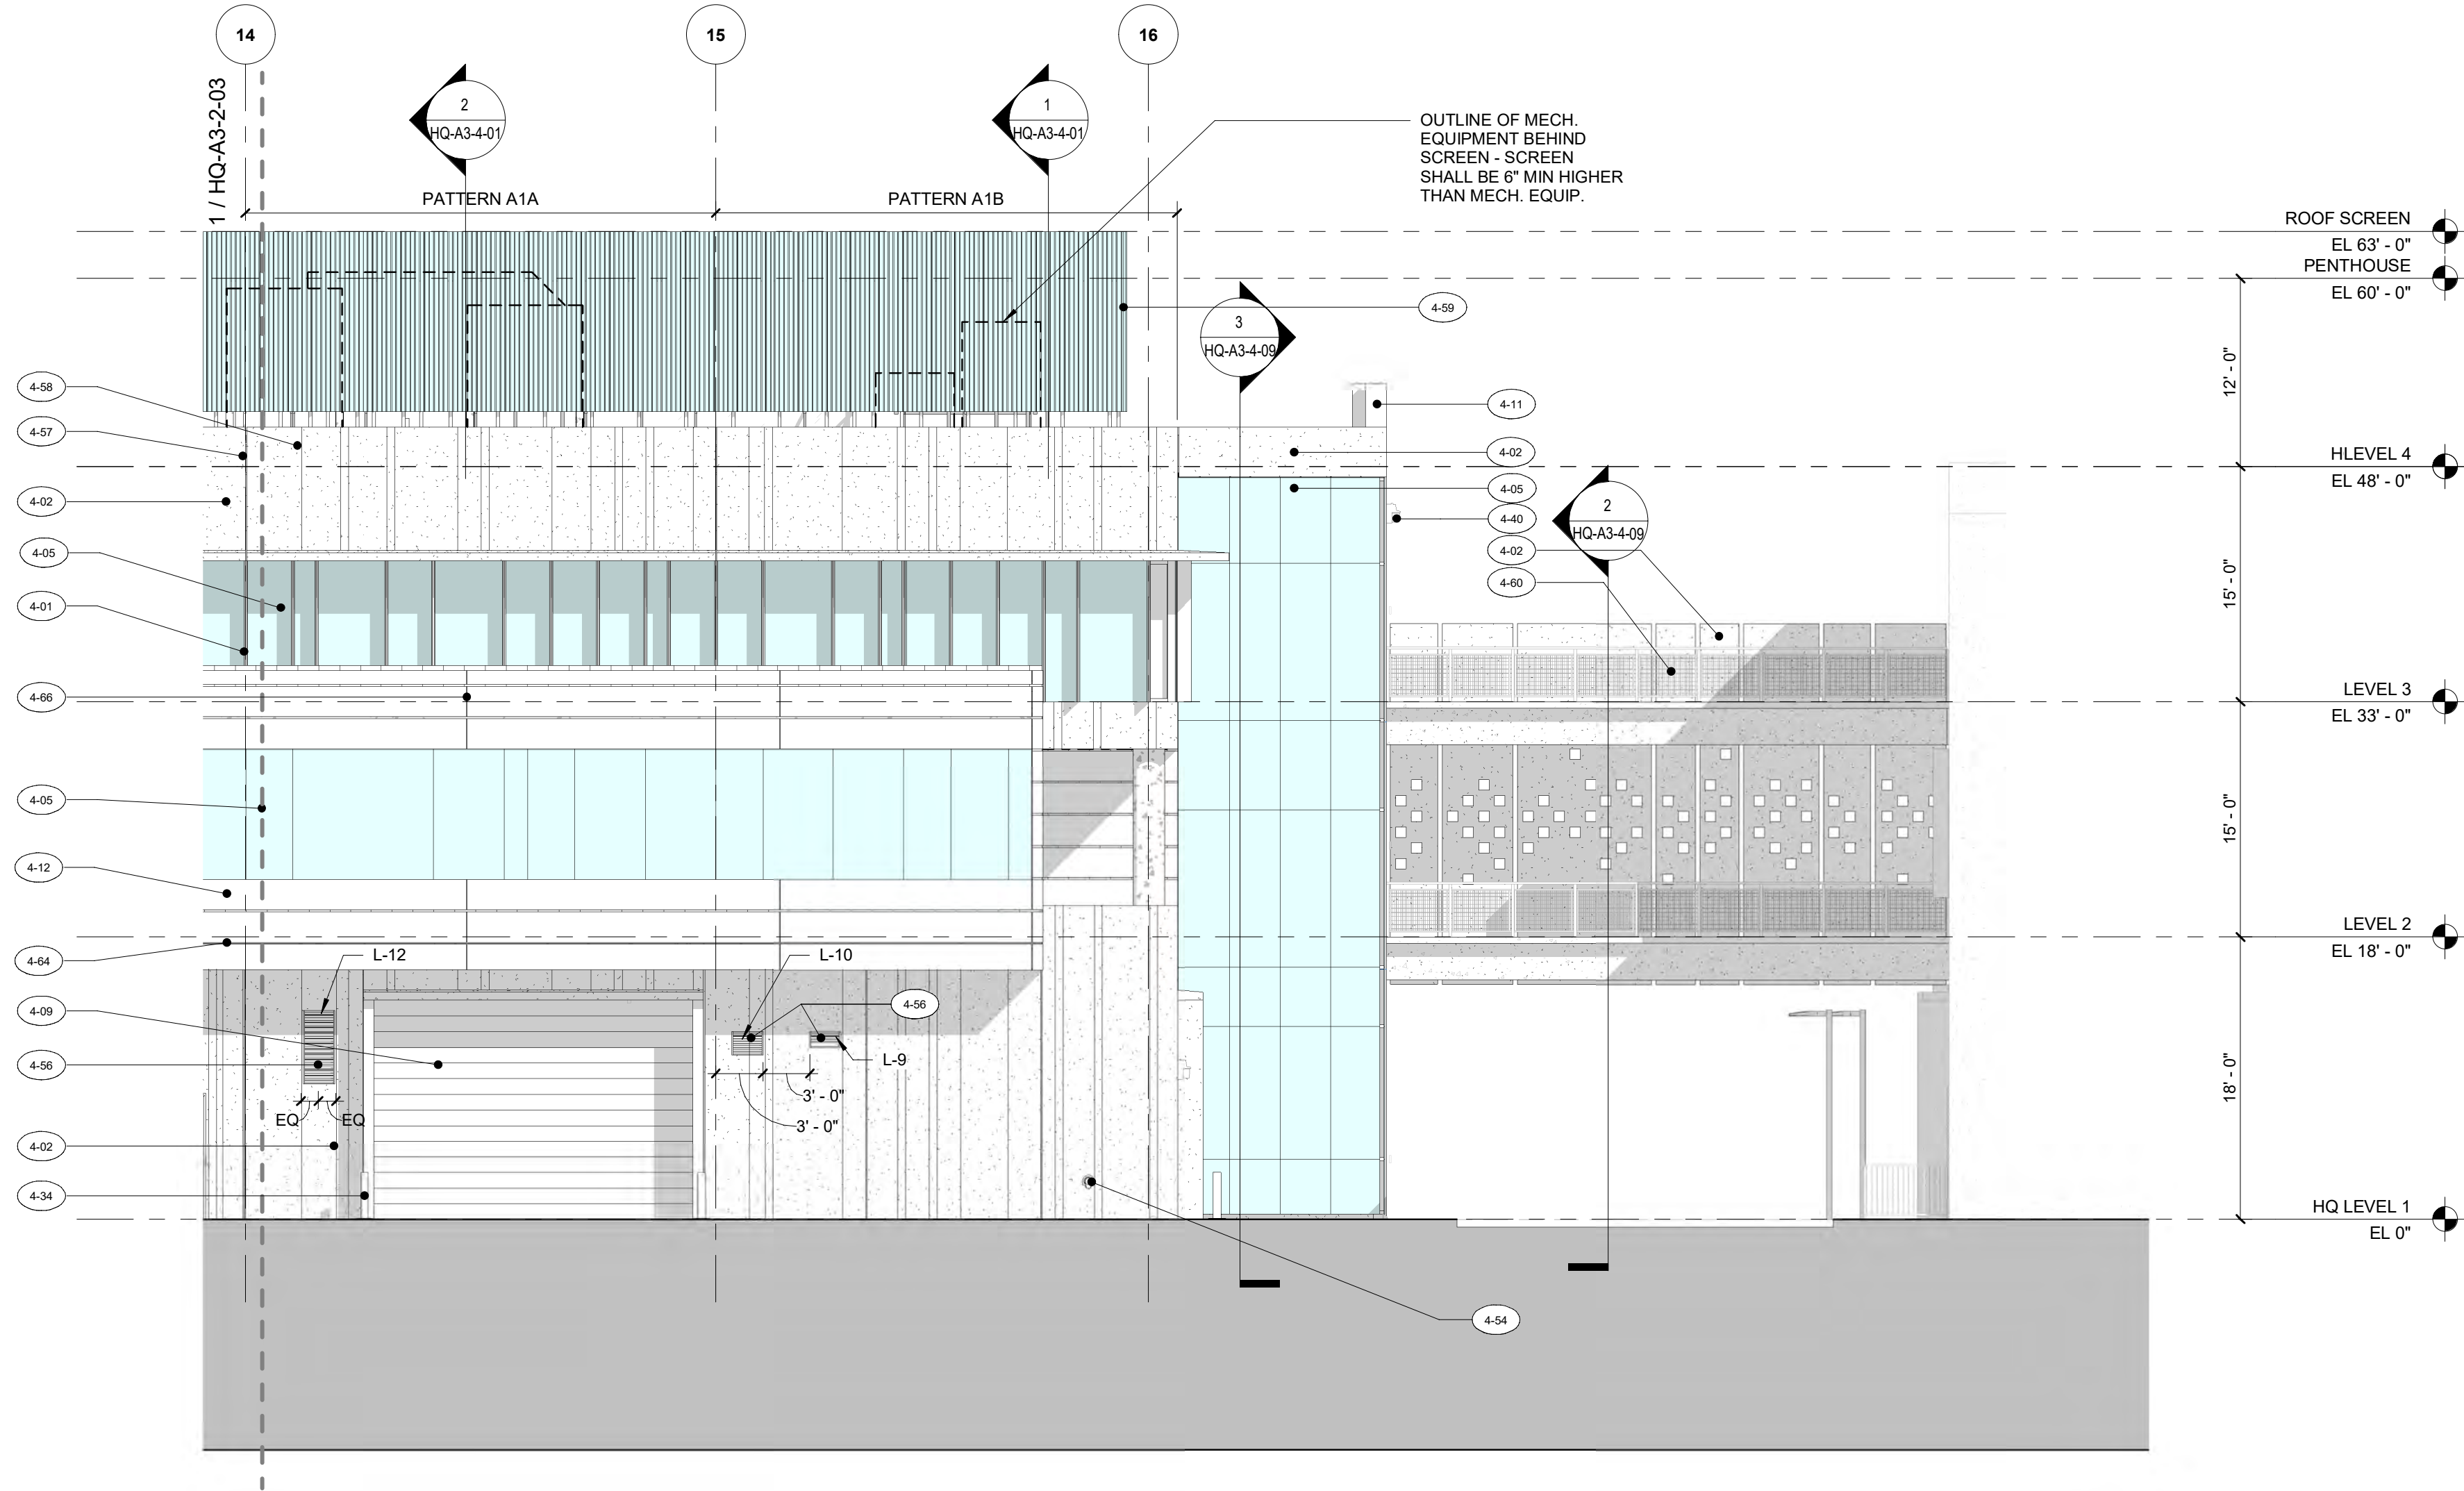 14
15
16
1 / HQ-A3-2-03
2
HQ-A3-4-01
1
HQ-A3-4-01
OUTLINE OF MECH.
EQUIPMENT BEHIND
SCREEN - SCREEN
SHALL BE 6" MIN HIGHER
THAN MECH. EQUIP.
PATTERN A1A
PATTERN A1B
ROOF SCREEN
EL 63' - 0"
PENTHOUSE
EL 60' - 0"
4-59
3
HQ-A3-4-09
12' - 0"
4-58
4-57
4-02
4-05
4-01
4-66
4-05
4-12
4-64
4-09
4-56
4-02
4-34
4-11
4-02
4-05
4-40
4-02
4-60
2
HQ-A3-4-09
HLEVEL 4
EL 48' - 0"
15' - 0"
LEVEL 3
EL 33' - 0"
15' - 0"
LEVEL 2
EL 18' - 0"
18' - 0"
HQ LEVEL 1
EL 0"
L-12
L-10
4-56
L-9
3' - 0"
3' - 0"
EQ
EQ
4-54